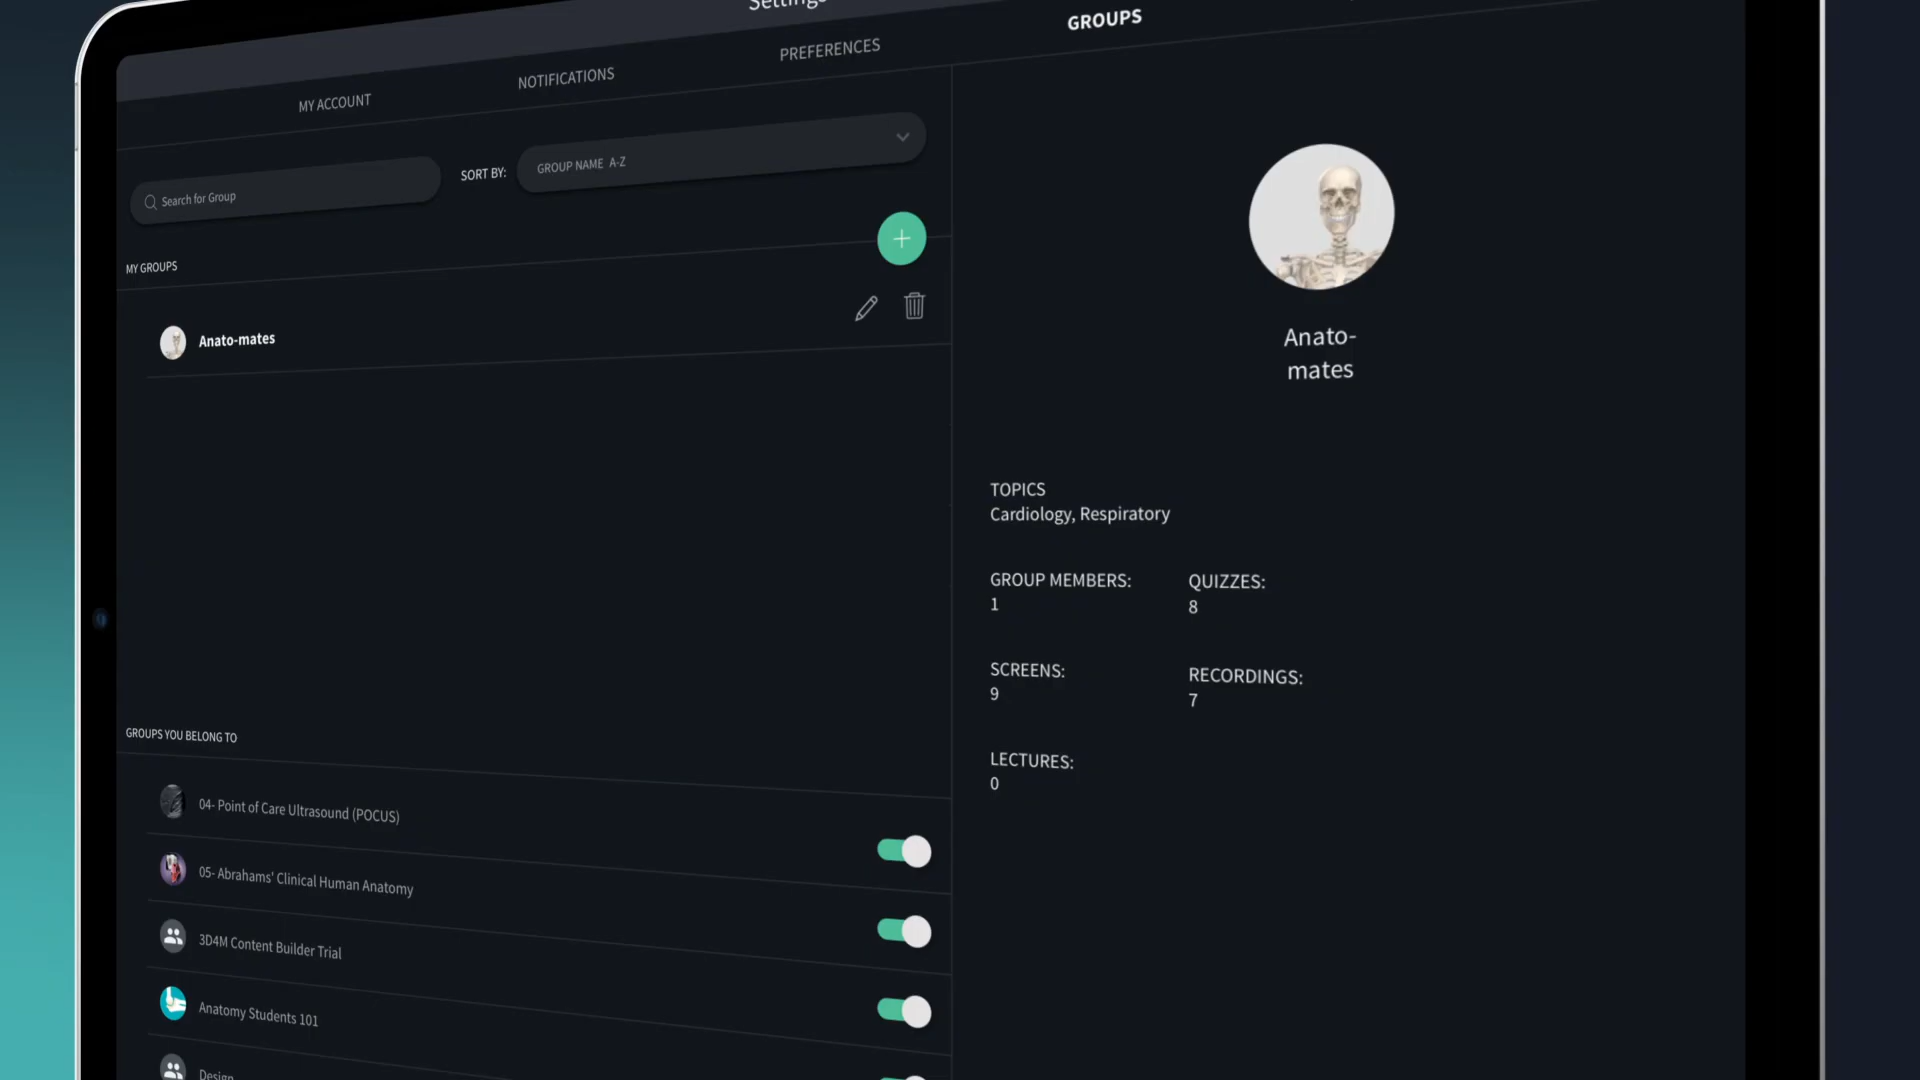 Settings
MY ACCOUNT
NOTIFICATIONS
PREFERENCES
GROUPS
Search for Group
SORT BY:
GROUP NAME A-Z
MY GROUPS
Anato-mates
GROUPS YOU BELONG TO
04- Point of Care Ultrasound (POCUS)
05- Abrahams' Clinical Human Anatomy
3D4M Content Builder Trial
Anatomy Students 101
Design
Anato-
mates
TOPICS
Cardiology, Respiratory
GROUP MEMBERS:
1
QUIZZES:
8
SCREENS:
9
RECORDINGS:
7
LECTURES:
0